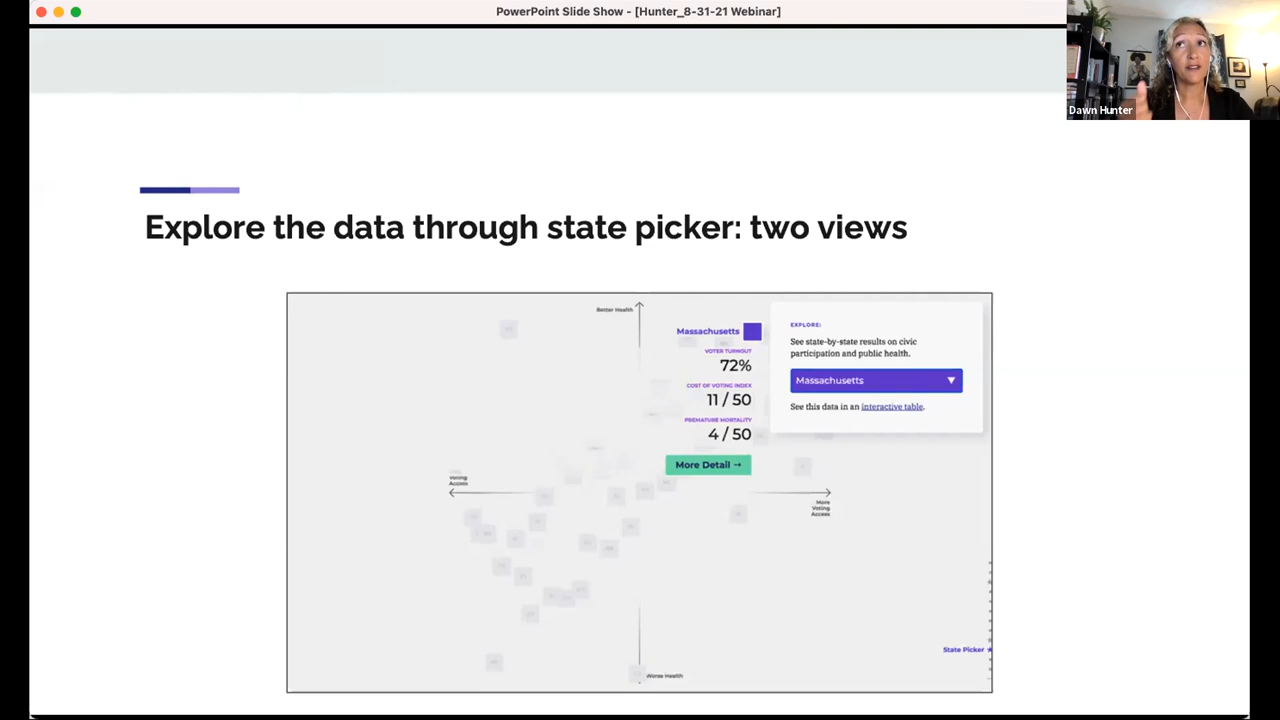 PowerPoint Slide Show - [Hunter_8-31-21 Webinar]
Dawn Hunter
Explore the data through state picker: two views
Better Health
Massachusetts
VOTER TURNOUT
72%
COST OF VOTING INDEX
11 / 50
PREMATURE MORTALITY
4 / 50
More Detail →
EXPLORE:
See state-by-state results on civic
participation and public health.
Massachusetts
See this data in an interactive table.
Voting
Access
More
Voting
Access
State Picker
Worse Health